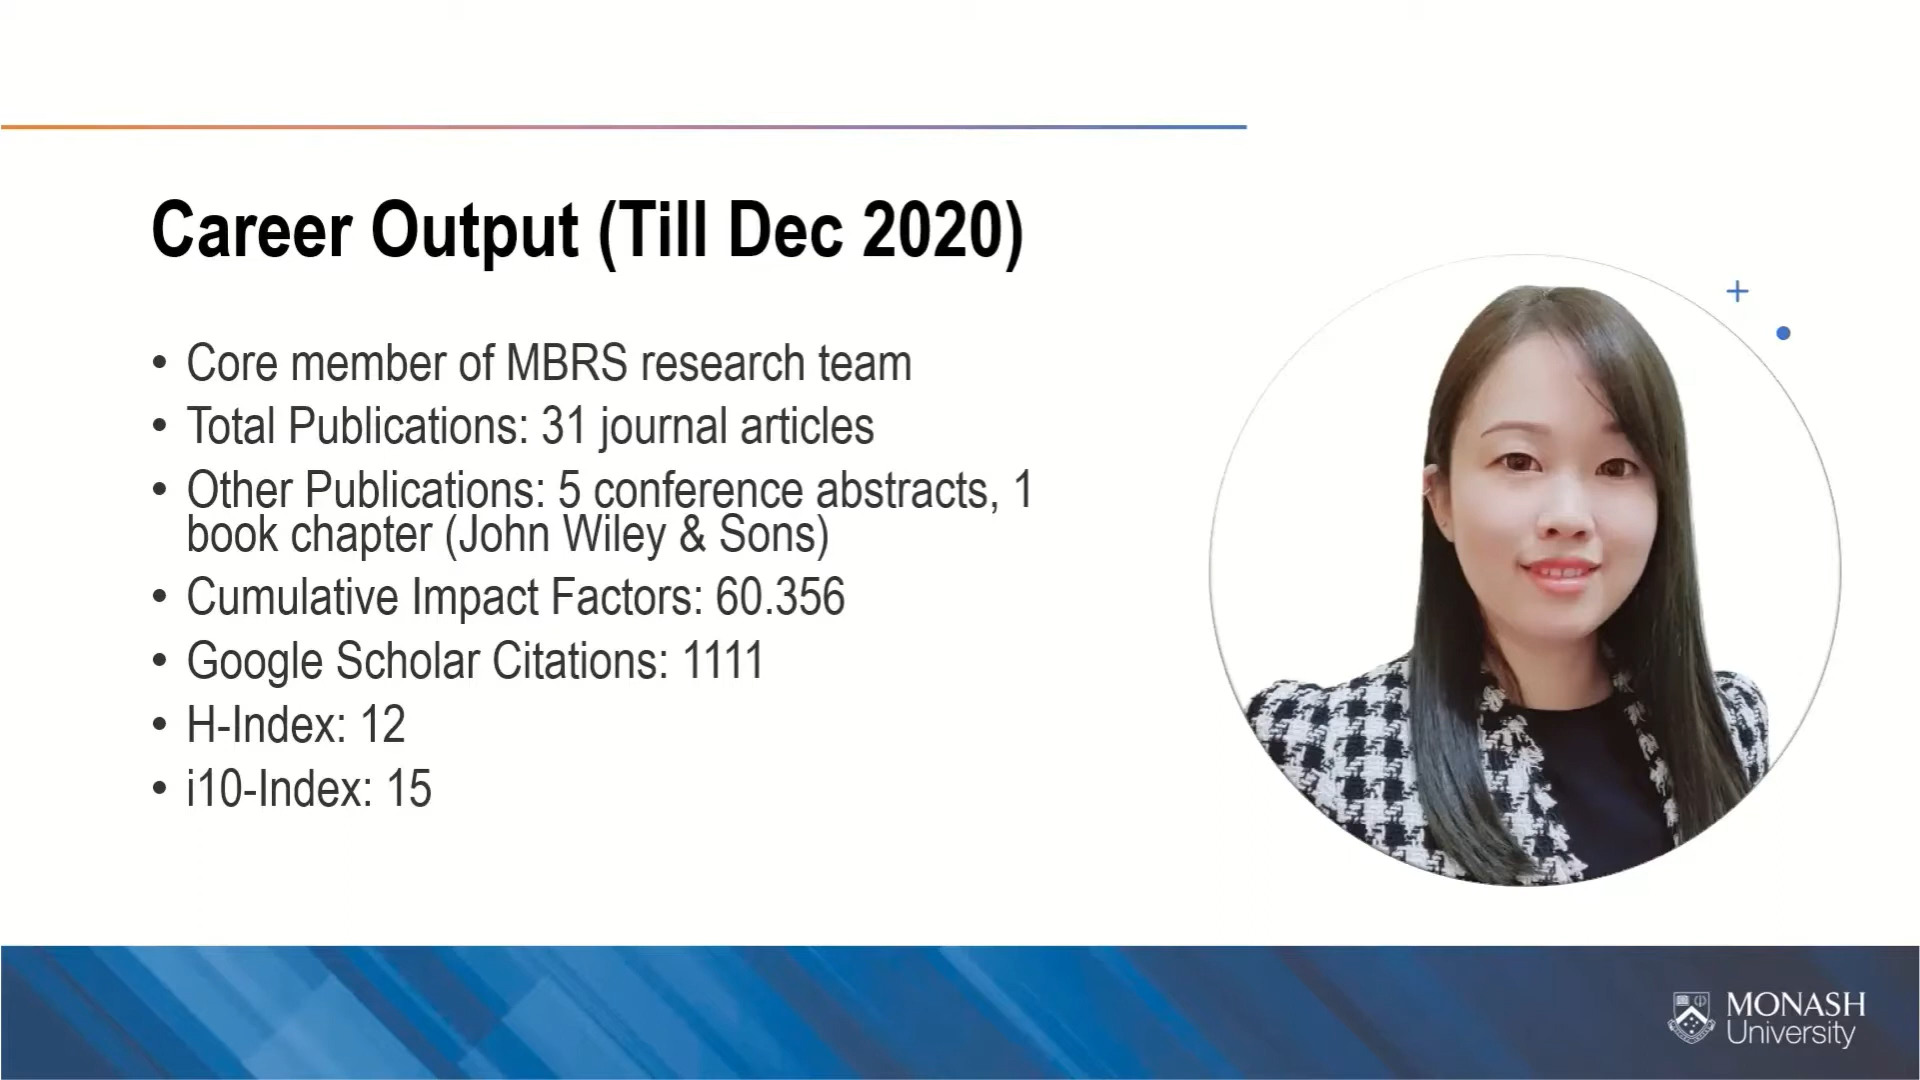 Career Output (Till Dec 2020)
• Core member of MBRS research team
• Total Publications: 31 journal articles
• Other Publications: 5 conference abstracts, 1
book chapter (John Wiley & Sons)
• Cumulative Impact Factors: 60.356
• Google Scholar Citations: 1111
• H-Index: 12
• i10-Index: 15
MONASH
University